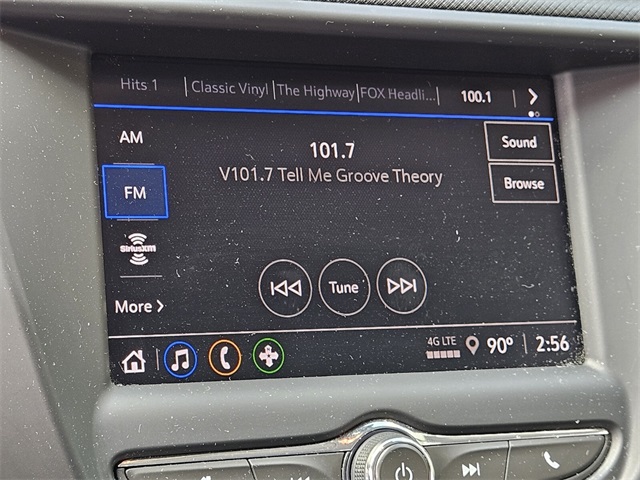 Hits 1 Classic Vinyl The Highway FOX Headli... 100.1
AM
101.7
Sound
V101.7 Tell Me Groove Theory
FM
Browse
SiriusXM
Tune
More
4G LTE 90° 2:56